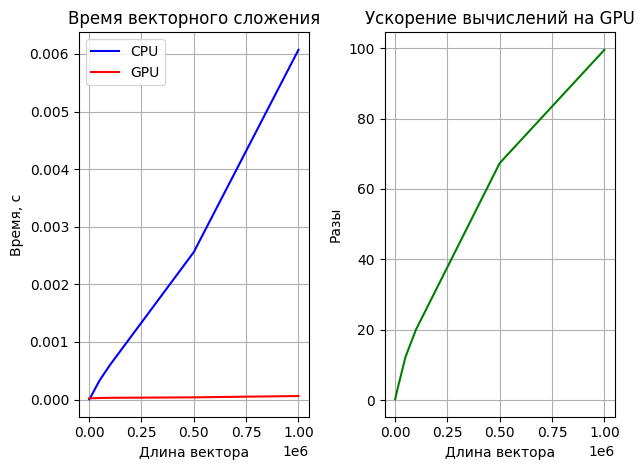 Время векторного сложения
CPU
GPU
0.006
0.005
0.004
0.003
0.002
0.001
0.000
Время, с
0.00 0.25 0.50 0.75 1.00
1e6
Длина вектора
Ускорение вычислений на GPU
100
80
60
40
20
0
Разы
0.00 0.25 0.50 0.75 1.00
1e6
Длина вектора